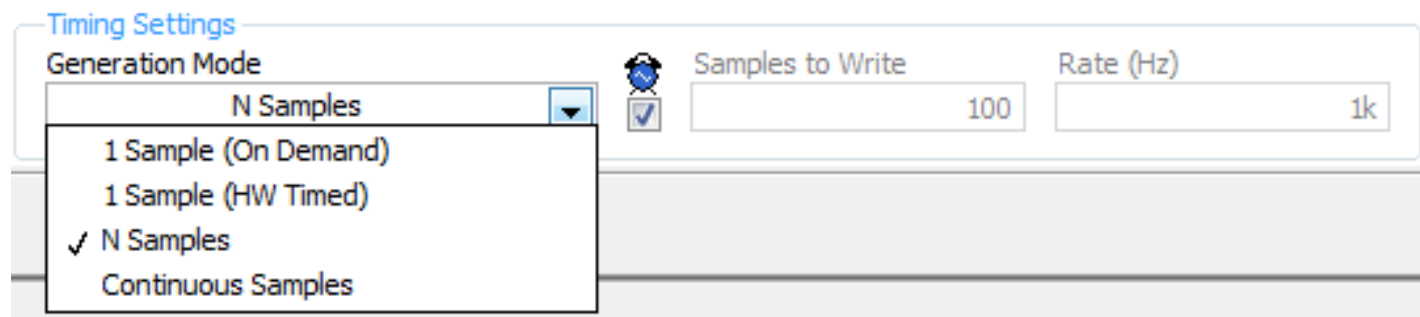 Timing Settings
Generation Mode
Samples to Write
Rate (Hz)
N Samples
100
1k
1 Sample (On Demand)
1 Sample (HW Timed)
N Samples
Continuous Samples